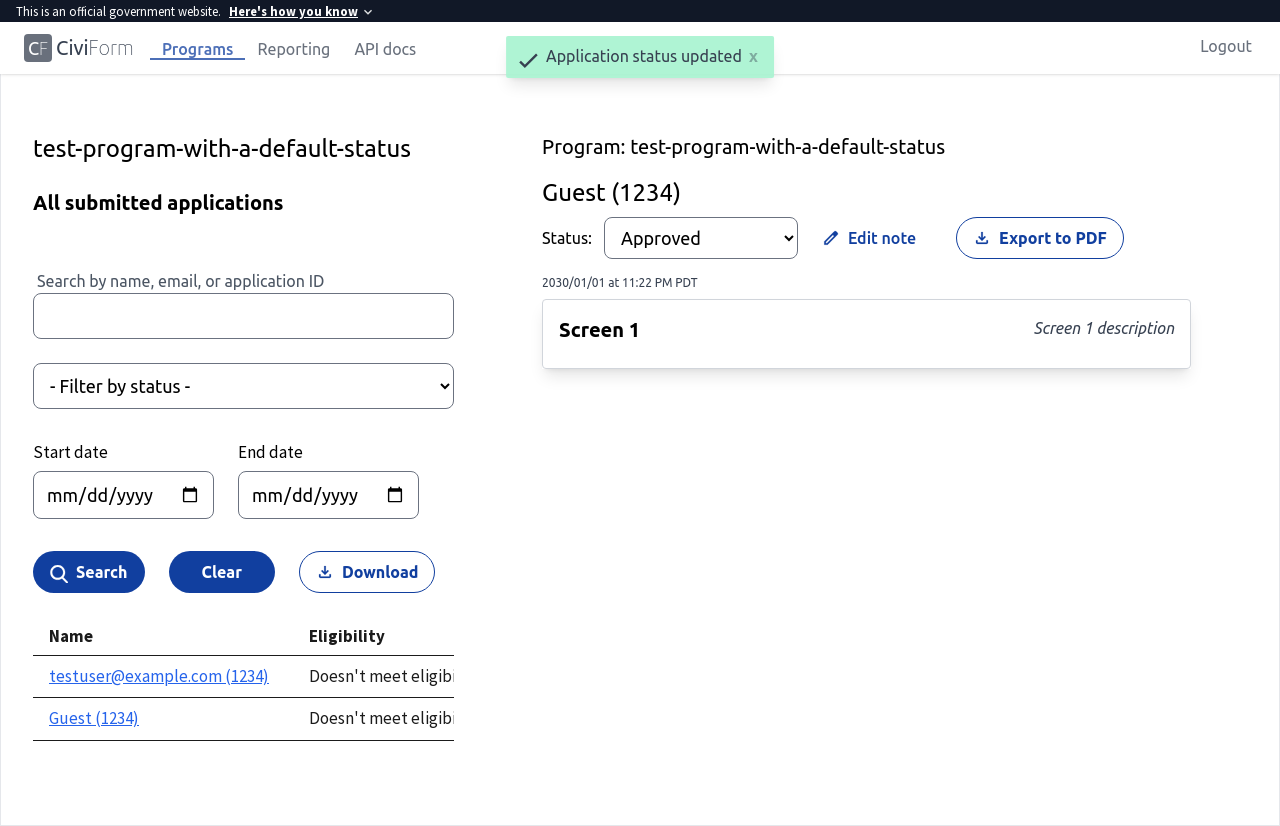 This is an official government website. Here's how you know
CF CiviForm Programs Reporting API docs
Application status updated x
Logout
test-program-with-a-default-status
All submitted applications
Search by name, email, or application ID
- Filter by status -
Start date End date
mm/dd/yyyy mm/dd/yyyy
Search Clear Download
Name Eligibility
testuser@example.com (1234) Doesn't meet eligibi
Guest (1234) Doesn't meet eligibi
Program: test-program-with-a-default-status
Guest (1234)
Status: Approved Edit note Export to PDF
2030/01/01 at 11:22 PM PDT
Screen 1 Screen 1 description